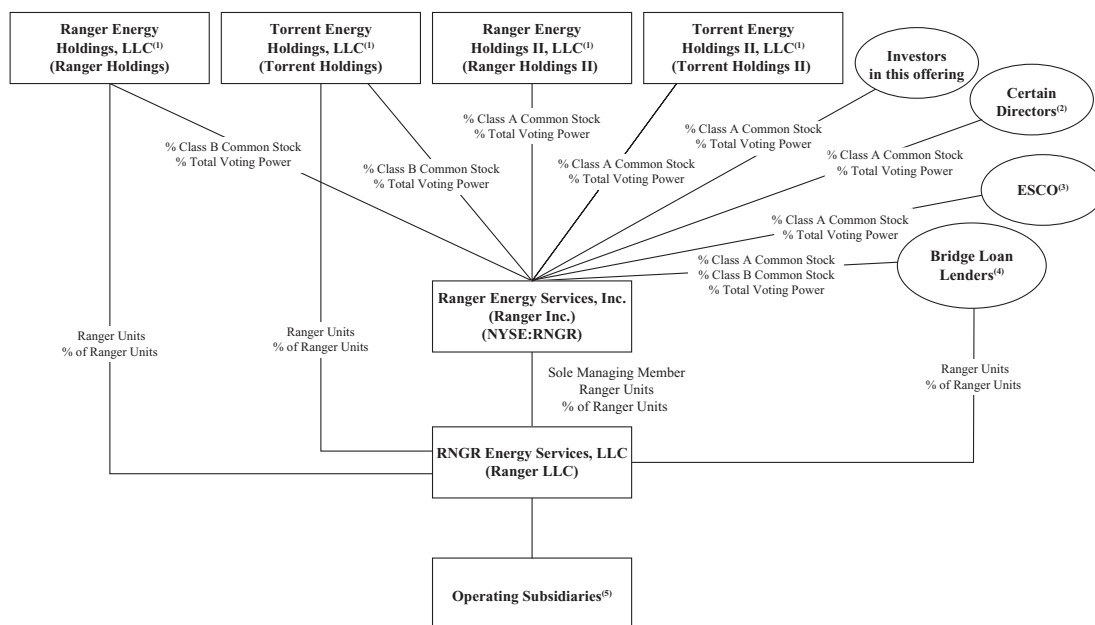 Ranger Energy
Holdings, LLC(1)
(Ranger Holdings)
Torrent Energy
Holdings, LLC(1)
(Torrent Holdings)
Ranger Energy
Holdings II, LLC(1)
(Ranger Holdings II)
Torrent Energy
Holdings II, LLC(1)
(Torrent Holdings II)
Investors
in this offering
Certain
Directors(2)
ESCO(3)
Bridge Loan
Lenders(4)
% Class B Common Stock
% Total Voting Power
% Class B Common Stock
% Total Voting Power
% Class A Common Stock
% Total Voting Power
% Class A Common Stock
% Total Voting Power
% Class A Common Stock
% Total Voting Power
% Class A Common Stock
% Total Voting Power
% Class A Common Stock
% Total Voting Power
% Class A Common Stock
% Class B Common Stock
% Total Voting Power
Ranger Energy Services, Inc.
(Ranger Inc.)
(NYSE:RNGR)
Ranger Units
% of Ranger Units
Ranger Units
% of Ranger Units
Sole Managing Member
Ranger Units
% of Ranger Units
Ranger Units
% of Ranger Units
RNGR Energy Services, LLC
(Ranger LLC)
Operating Subsidiaries(5)